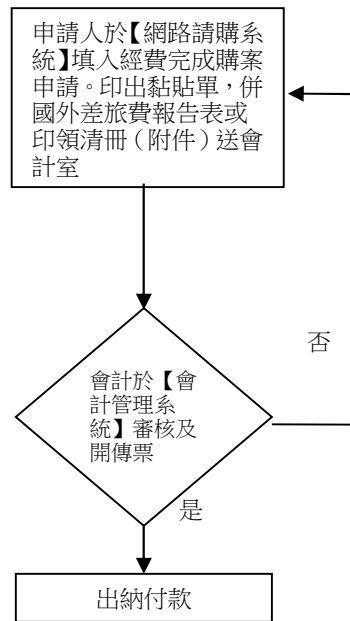 申請人於【網路請購系
統】填入經費完成購案
申請。印出黏貼單，併
國外差旅費報告表或
印領清冊（附件）送會
計室
否
會計於【會
計管理系
統】審核及
開傳票
是
出納付款